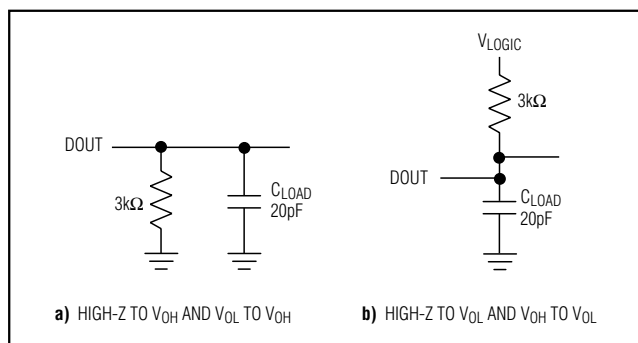 DOUT
3kΩ
CLOAD
20pF
a) HIGH-Z TO VOH AND VOL TO VOH
VLOGIC
3kΩ
DOUT
CLOAD
20pF
b) HIGH-Z TO VOL AND VOH TO VOL